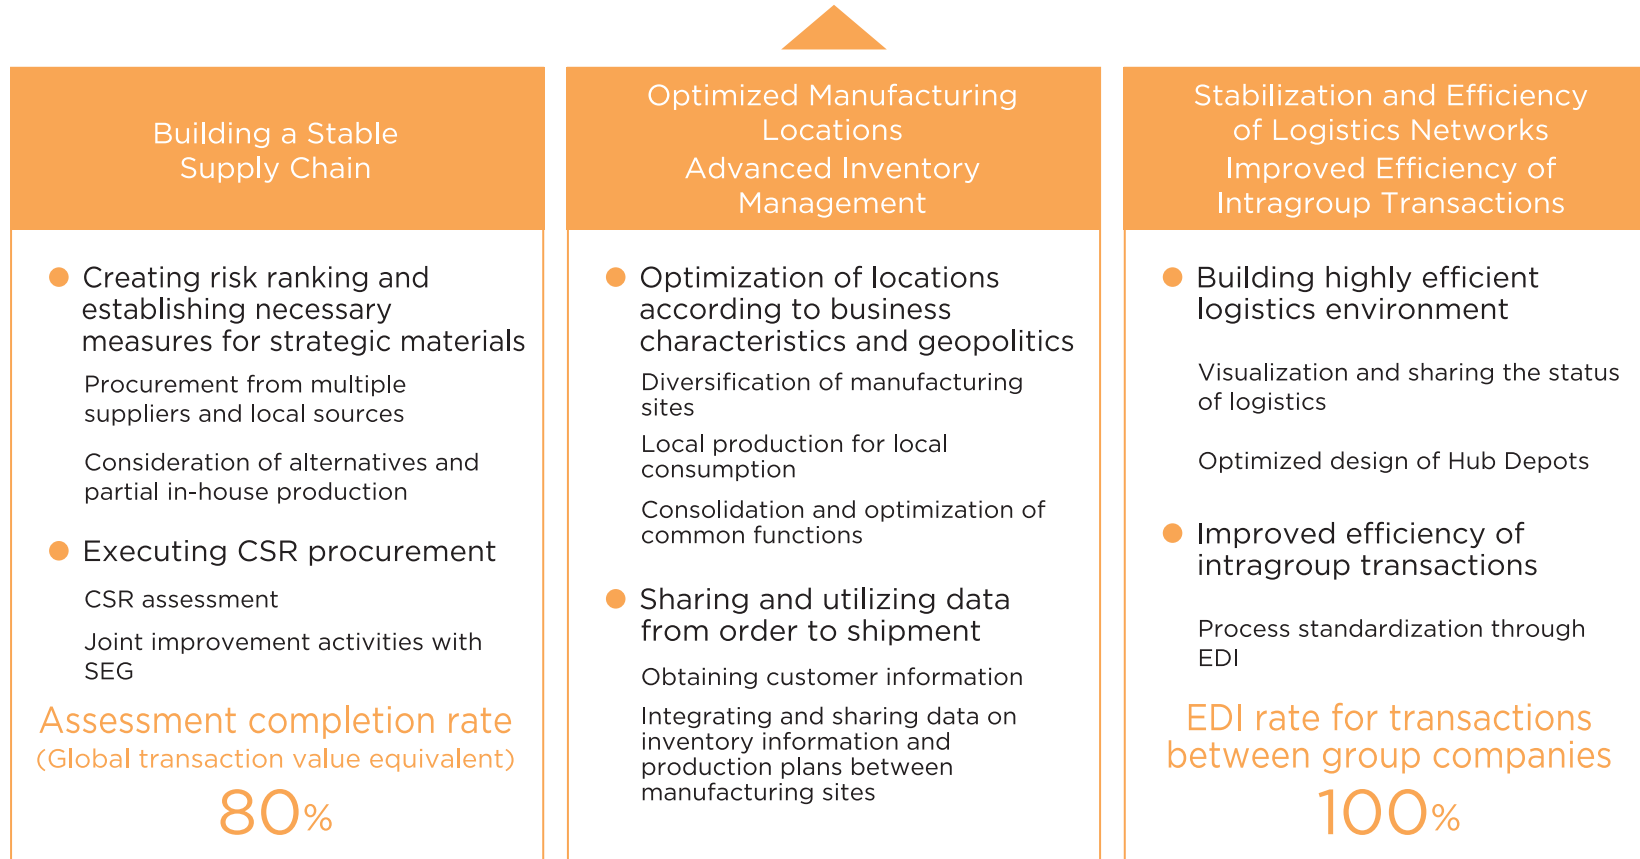 Building a Stable
Supply Chain
Creating risk ranking and
establishing necessary
measures for strategic materials
Procurement from multiple
suppliers and local sources
Consideration of alternatives and
partial in-house production
Executing CSR procurement
CSR assessment
Joint improvement activities with
SEG
Assessment completion rate
(Global transaction value equivalent)
80%
Optimized Manufacturing
Locations
Advanced Inventory
Management
Optimization of locations
according to business
characteristics and geopolitics
Diversification of manufacturing
sites
Local production for local
consumption
Consolidation and optimization of
common functions
Sharing and utilizing data
from order to shipment
Obtaining customer information
Integrating and sharing data on
inventory information and
production plans between
manufacturing sites
Stabilization and Efficiency
of Logistics Networks
Improved Efficiency of
Intragroup Transactions
Building highly efficient
logistics environment
Visualization and sharing the status
of logistics
Optimized design of Hub Depots
Improved efficiency of
intragroup transactions
Process standardization through
EDI
EDI rate for transactions
between group companies
100%